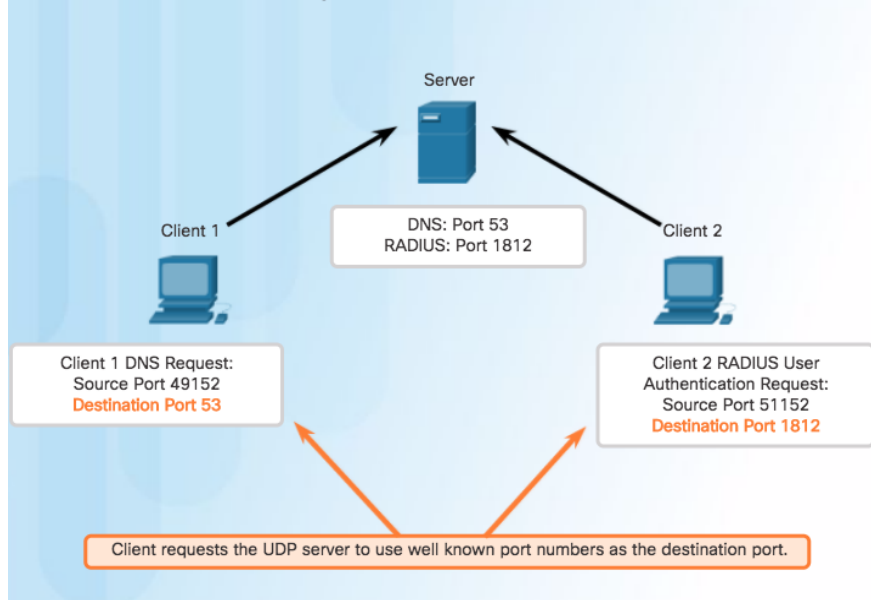 Server
DNS: Port 53
RADIUS: Port 1812
Client 1
Client 2
Client 1 DNS Request:
Source Port 49152
Destination Port 53
Client 2 RADIUS User
Authentication Request:
Source Port 51152
Destination Port 1812
Client requests the UDP server to use well known port numbers as the destination port.